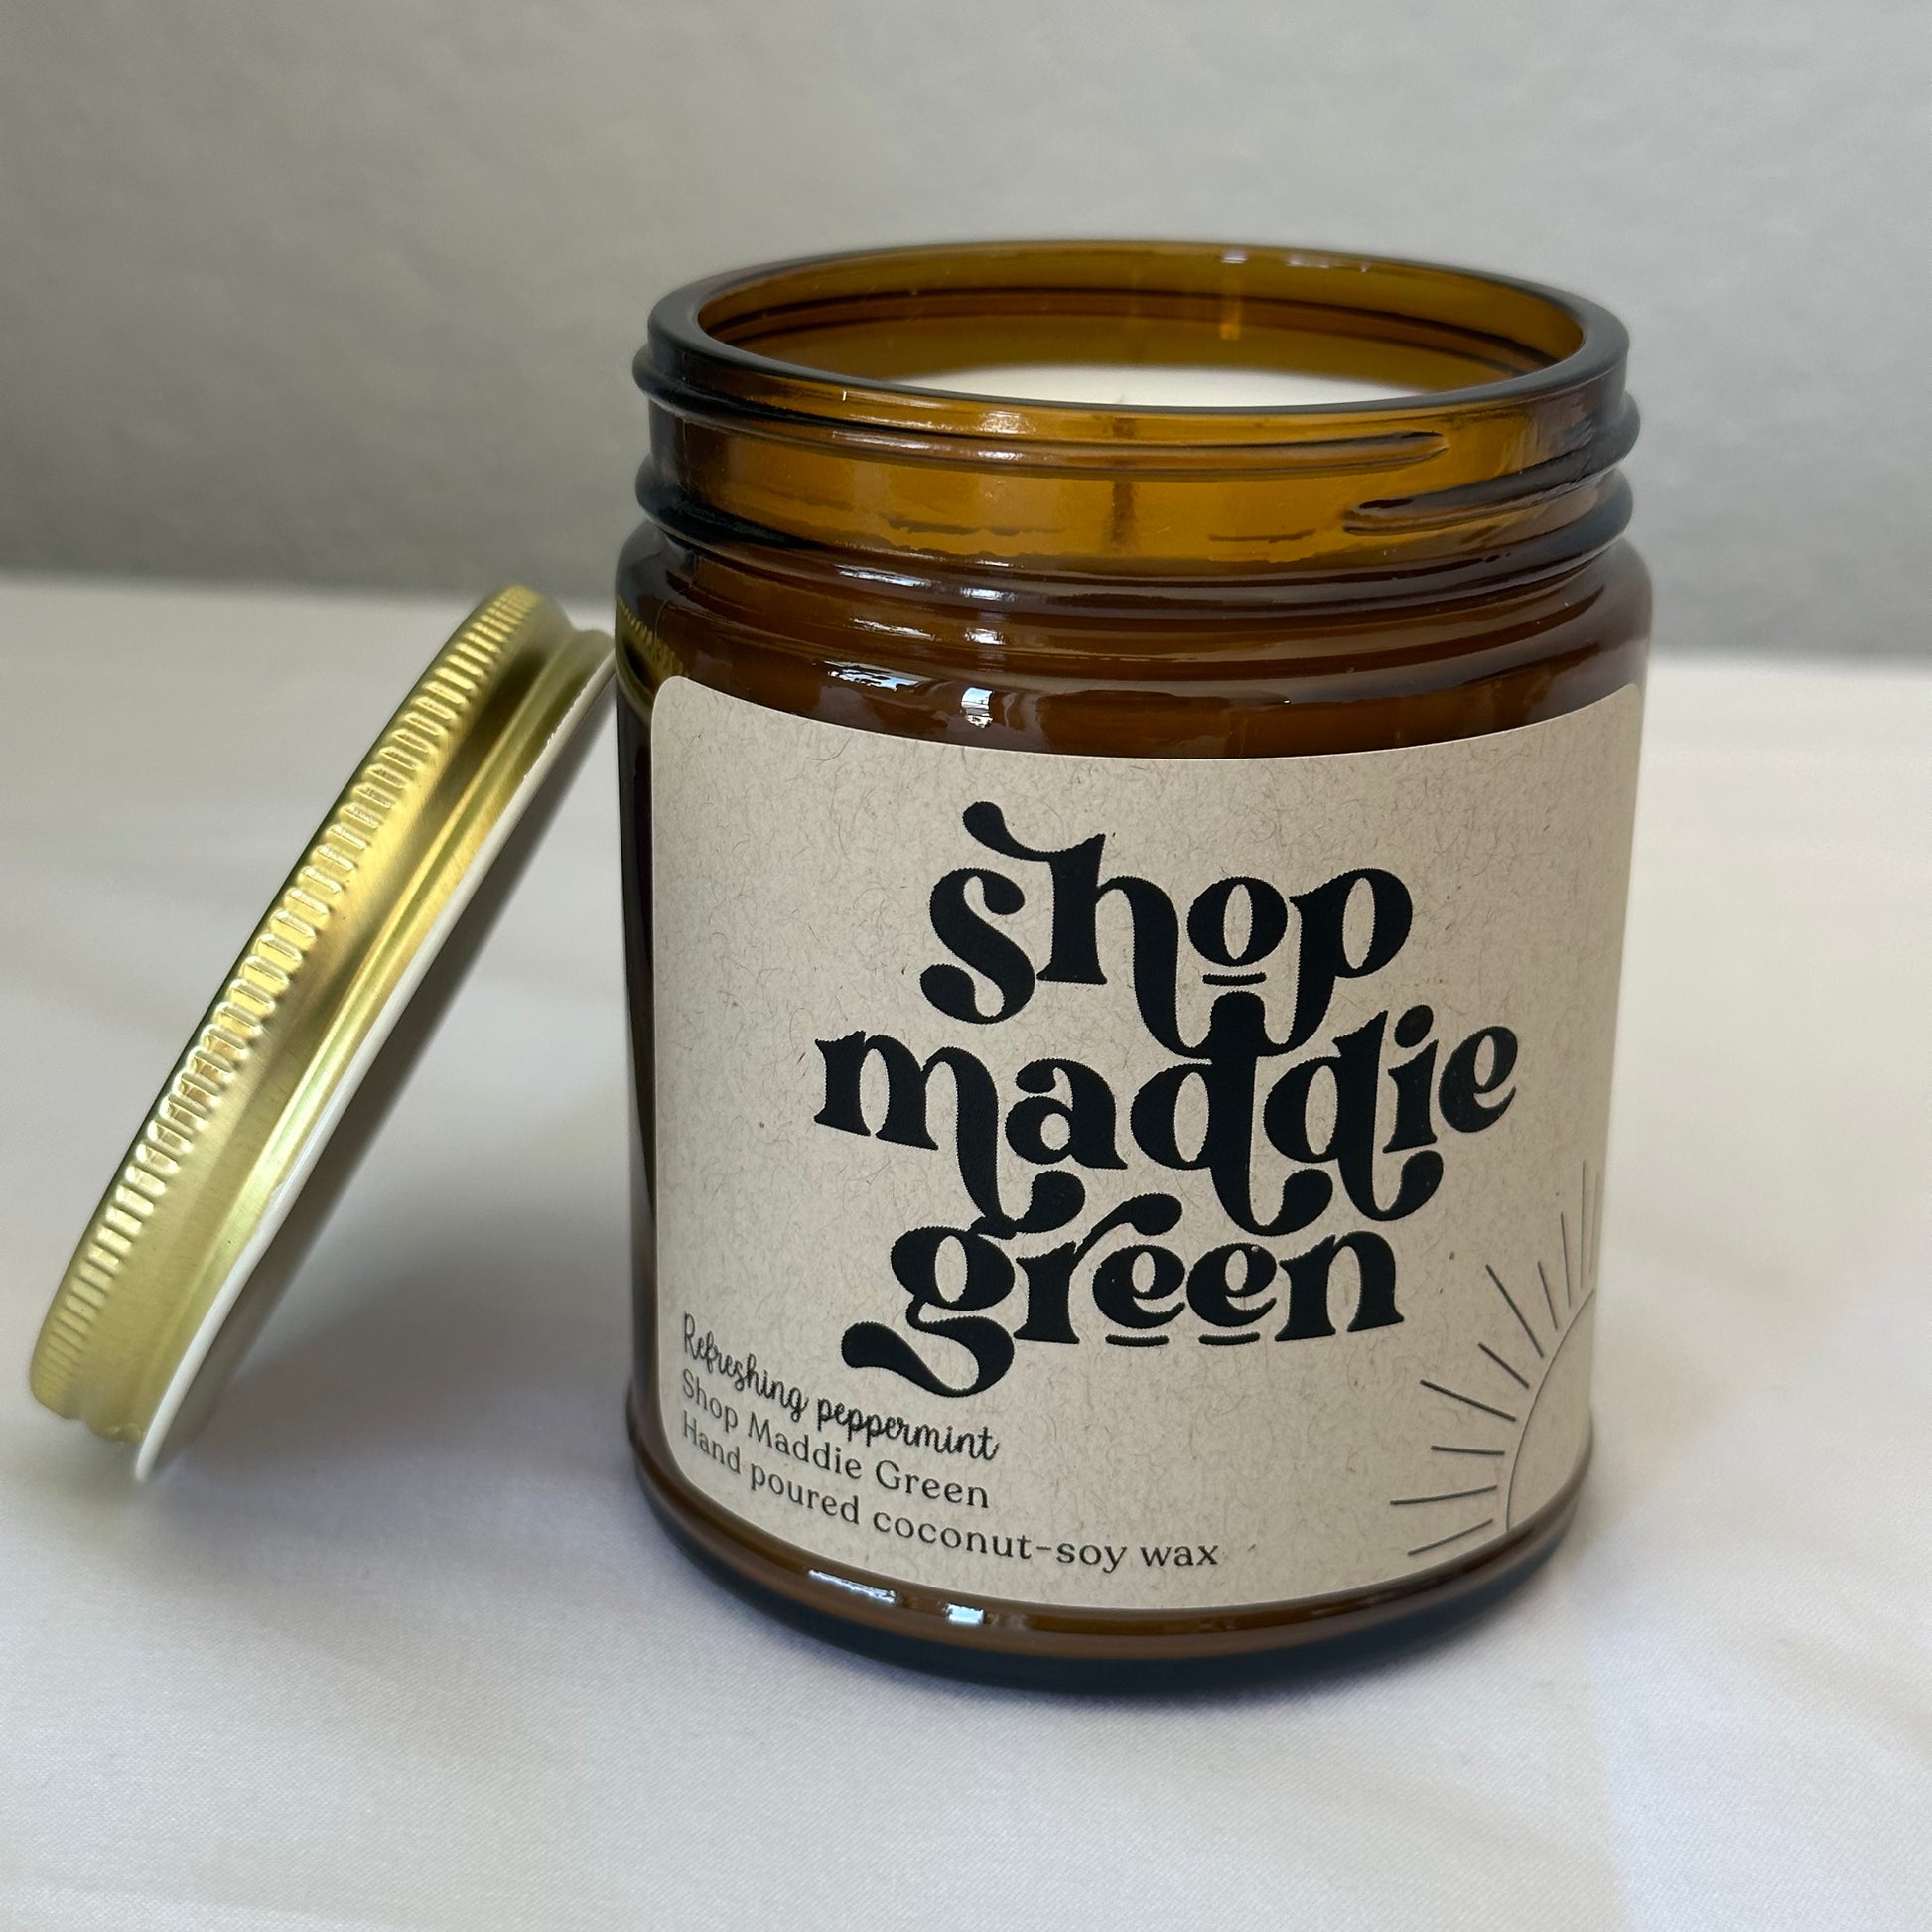 shop
maddie
green
Refreshing peppermint
Shop Maddie Green
Hand poured coconut-soy wax